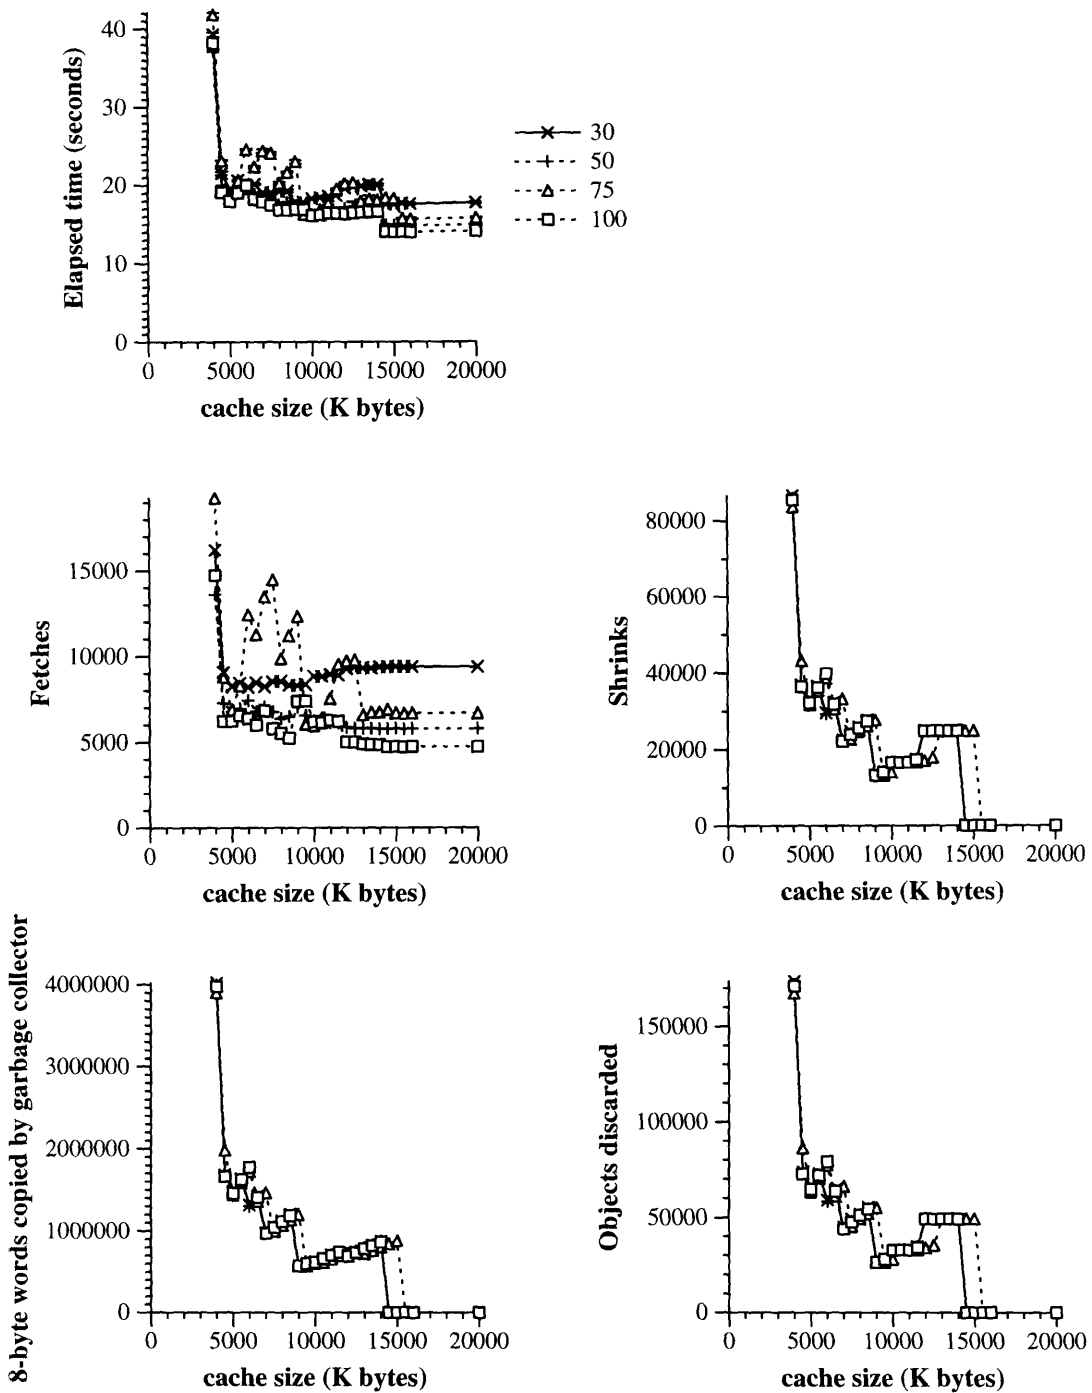 Elapsed time (seconds)
40
30
20
10
0
0 5000 10000 15000 20000
cache size (K bytes)
30
50
75
100
Fetches
15000
10000
5000
0
0 5000 10000 15000 20000
cache size (K bytes)
Shrinks
80000
60000
40000
20000
0
0 5000 10000 15000 20000
cache size (K bytes)
8-byte words copied by garbage collector
4000000
3000000
2000000
1000000
0
0 5000 10000 15000 20000
cache size (K bytes)
Objects discarded
150000
100000
50000
0
0 5000 10000 15000 20000
cache size (K bytes)